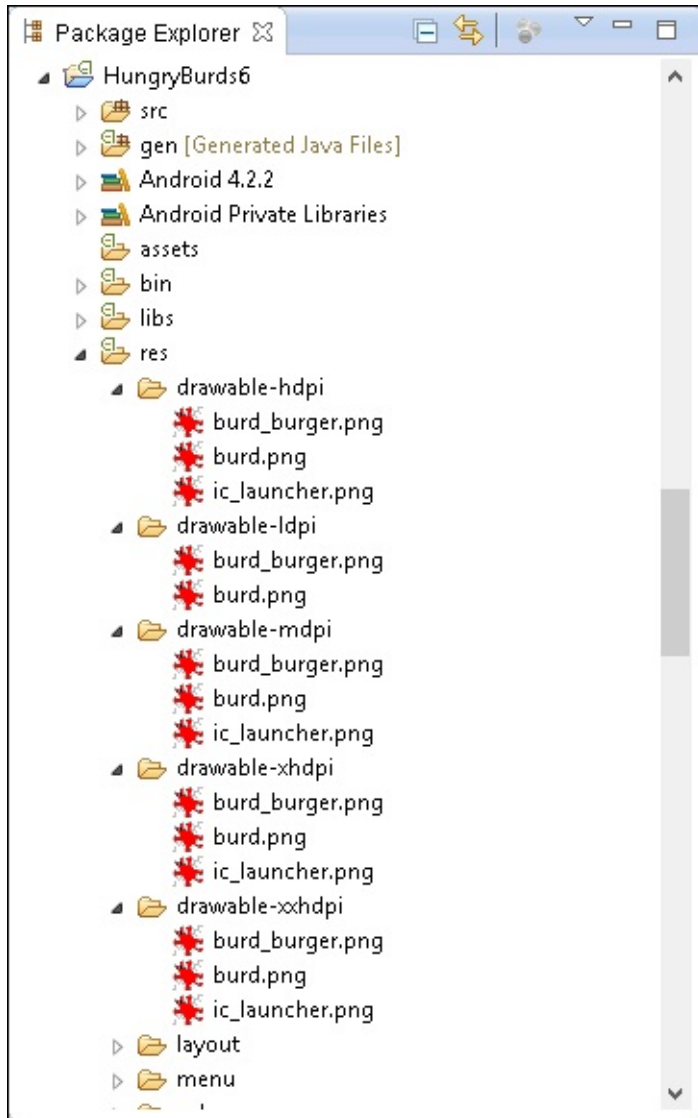 Package Explorer
HungryBurds6
src
gen [Generated Java Files]
Android 4.2.2
Android Private Libraries
assets
bin
libs
res
drawable-hdpi
burd_burger.png
burd.png
ic_launcher.png
drawable-ldpi
burd_burger.png
burd.png
drawable-mdpi
burd_burger.png
burd.png
ic_launcher.png
drawable-xhdpi
burd_burger.png
burd.png
ic_launcher.png
drawable-xxhdpi
burd_burger.png
burd.png
ic_launcher.png
layout
menu